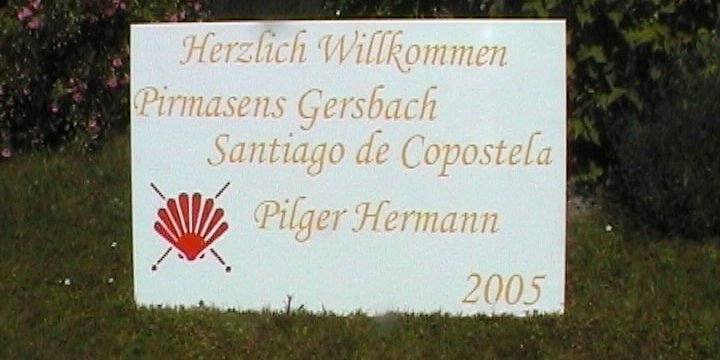 Herzlich Willkommen
Pirmasens Gersbach
Santiago de Copostela
Pilger Hermann
2005